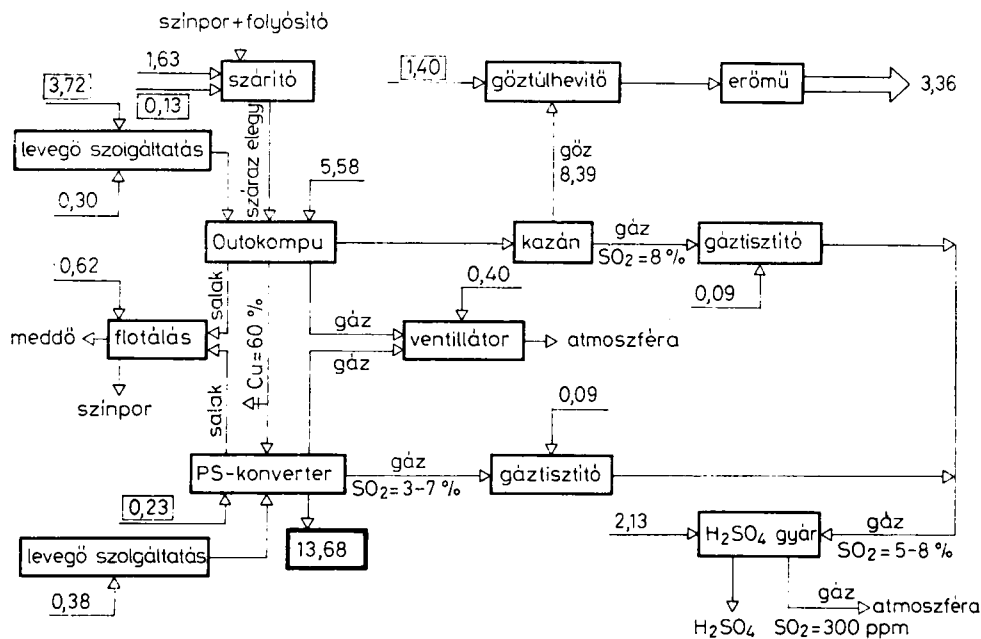 színpor+folyósító
1,63
szárító
0,13
3,72
levegő szolgáltatás
0,30
száraz elegy
5,58
1,40
gőztúlhevítő
erőmű
3,36
gőz
8,39
Outokompu
kazán
gáz
SO₂=8 %
gáztisztító
0,09
0,62
salak
meddő
flotálás
színpor
salak
Cu=60 %
gáz
gáz
0,40
ventillátor
atmoszféra
0,09
PS-konverter
gáz
SO₂=3-7 %
gáztisztító
0,23
levegő szolgáltatás
0,38
13,68
2,13
H₂SO₄ gyár
gáz
SO₂=5-8 %
gáz
atmoszféra
H₂SO₄
SO₂=300 ppm